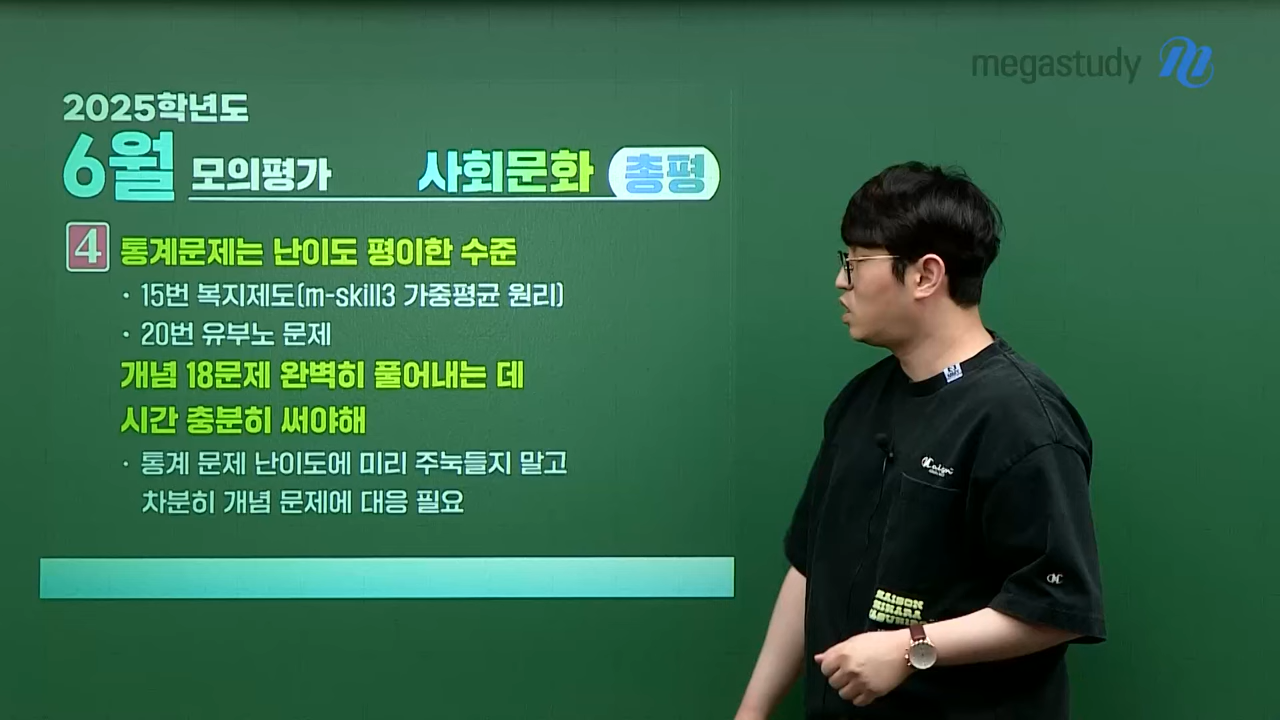 megastudy
2025학년도
6월 모의평가 사회문화 총평
4 통계문제는 난이도 평이한 수준
· 15번 복지제도(m-skill3 가중평균 원리)
· 20번 유부노 문제
개념 18문제 완벽히 풀어내는 데
시간 충분히 써야해
· 통계 문제 난이도에 미리 주눅들지 말고
차분히 개념 문제에 대응 필요